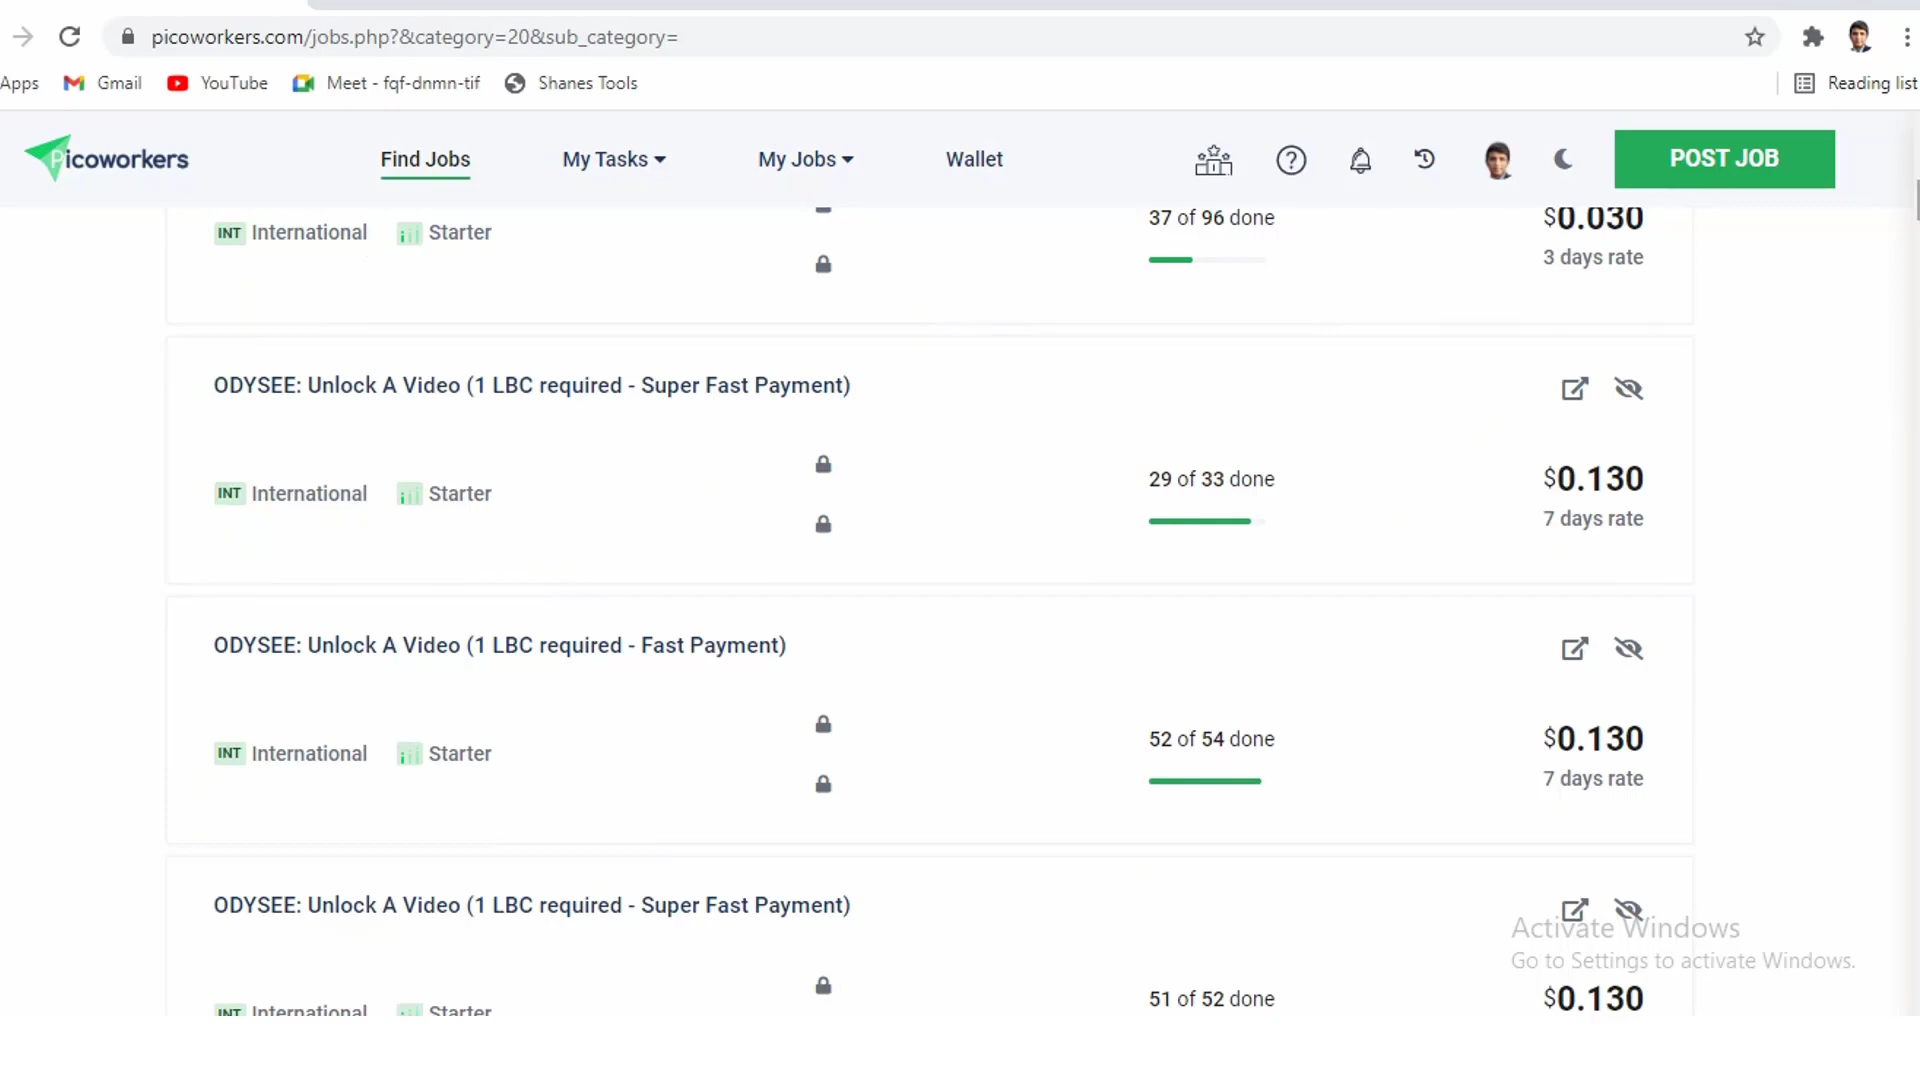 picoworkers.com/jobs.php?&category=20&sub_category=
Apps Gmail YouTube Meet - fqf-dnmn-tif Shanes Tools Reading list
Picoworkers Find Jobs My Tasks My Jobs Wallet POST JOB
INT International Starter 37 of 96 done $0.030
3 days rate
ODYSEE: Unlock A Video (1 LBC required - Super Fast Payment)
INT International Starter 29 of 33 done $0.130
7 days rate
ODYSEE: Unlock A Video (1 LBC required - Fast Payment)
INT International Starter 52 of 54 done $0.130
7 days rate
ODYSEE: Unlock A Video (1 LBC required - Super Fast Payment)
Activate Windows
Go to Settings to activate Windows.
INT International Starter 51 of 52 done $0.130